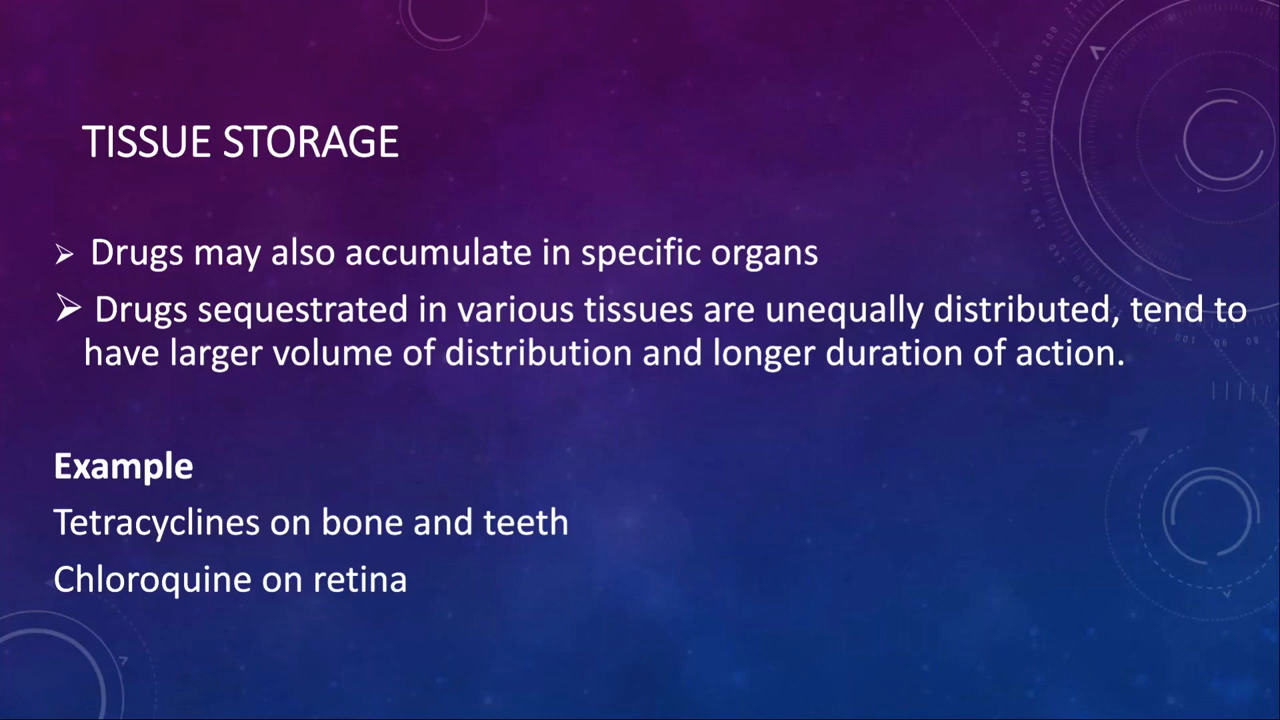 TISSUE STORAGE
➢ Drugs may also accumulate in specific organs
➢ Drugs sequestrated in various tissues are unequally distributed, tend to
have larger volume of distribution and longer duration of action.
Example
Tetracyclines on bone and teeth
Chloroquine on retina